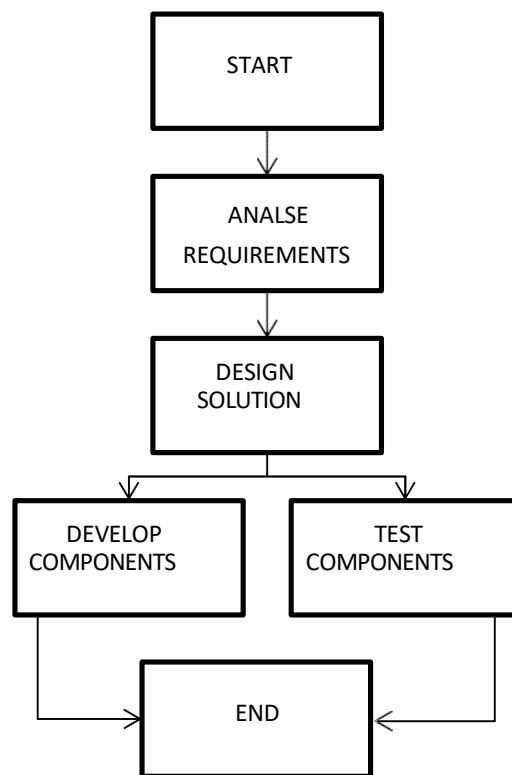 START
ANALSE
REQUIREMENTS
DESIGN
SOLUTION
DEVELOP
COMPONENTS
TEST
COMPONENTS
END